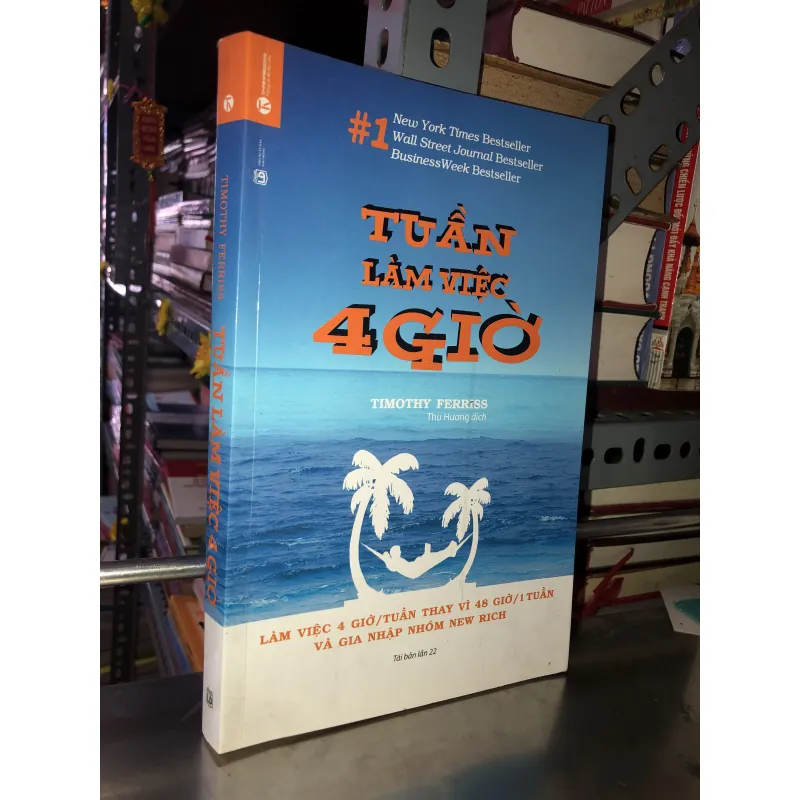 #1 New York Times Bestseller
Wall Street Journal Bestseller
BusinessWeek Bestseller
TUẦN
LÀM VIỆC
4 GIỜ
TIMOTHY FERRISS
Thu Hương dịch
LÀM VIỆC 4 GIỜ/TUẦN THAY VÌ 48 GIỜ/1 TUẦN
VÀ GIA NHẬP NHÓM NEW RICH
Tái bản lần 22
TIMOTHY FERRISS
TUẦN LÀM VIỆC 4 GIỜ